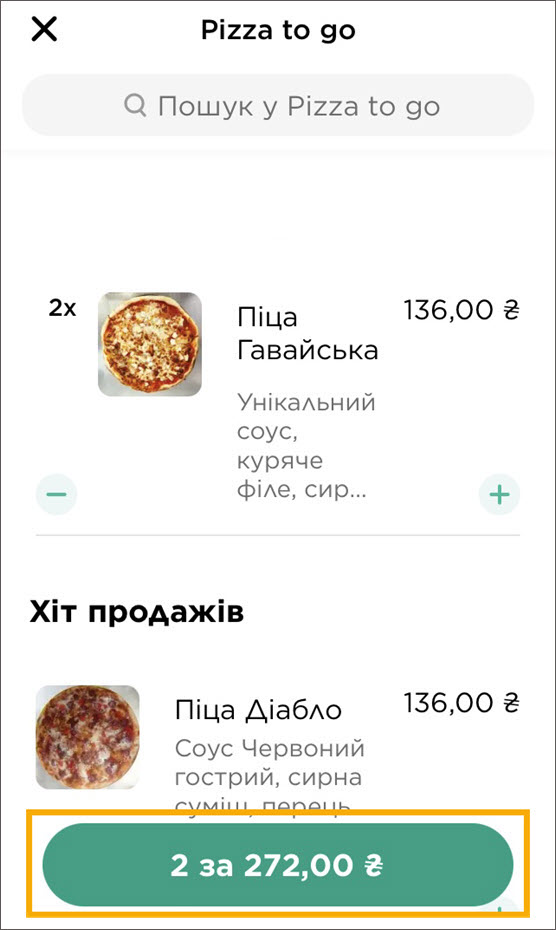 Pizza to go
Пошук у Pizza to go
2x
Піца
Гавайська
136,00 ₴
Унікальний
соус,
куряче
філе, сир...
Хіт продажів
Піца Діабло
136,00 ₴
Соус Червоний
гострий, сирна
суміш, перець
2 за 272,00 ₴